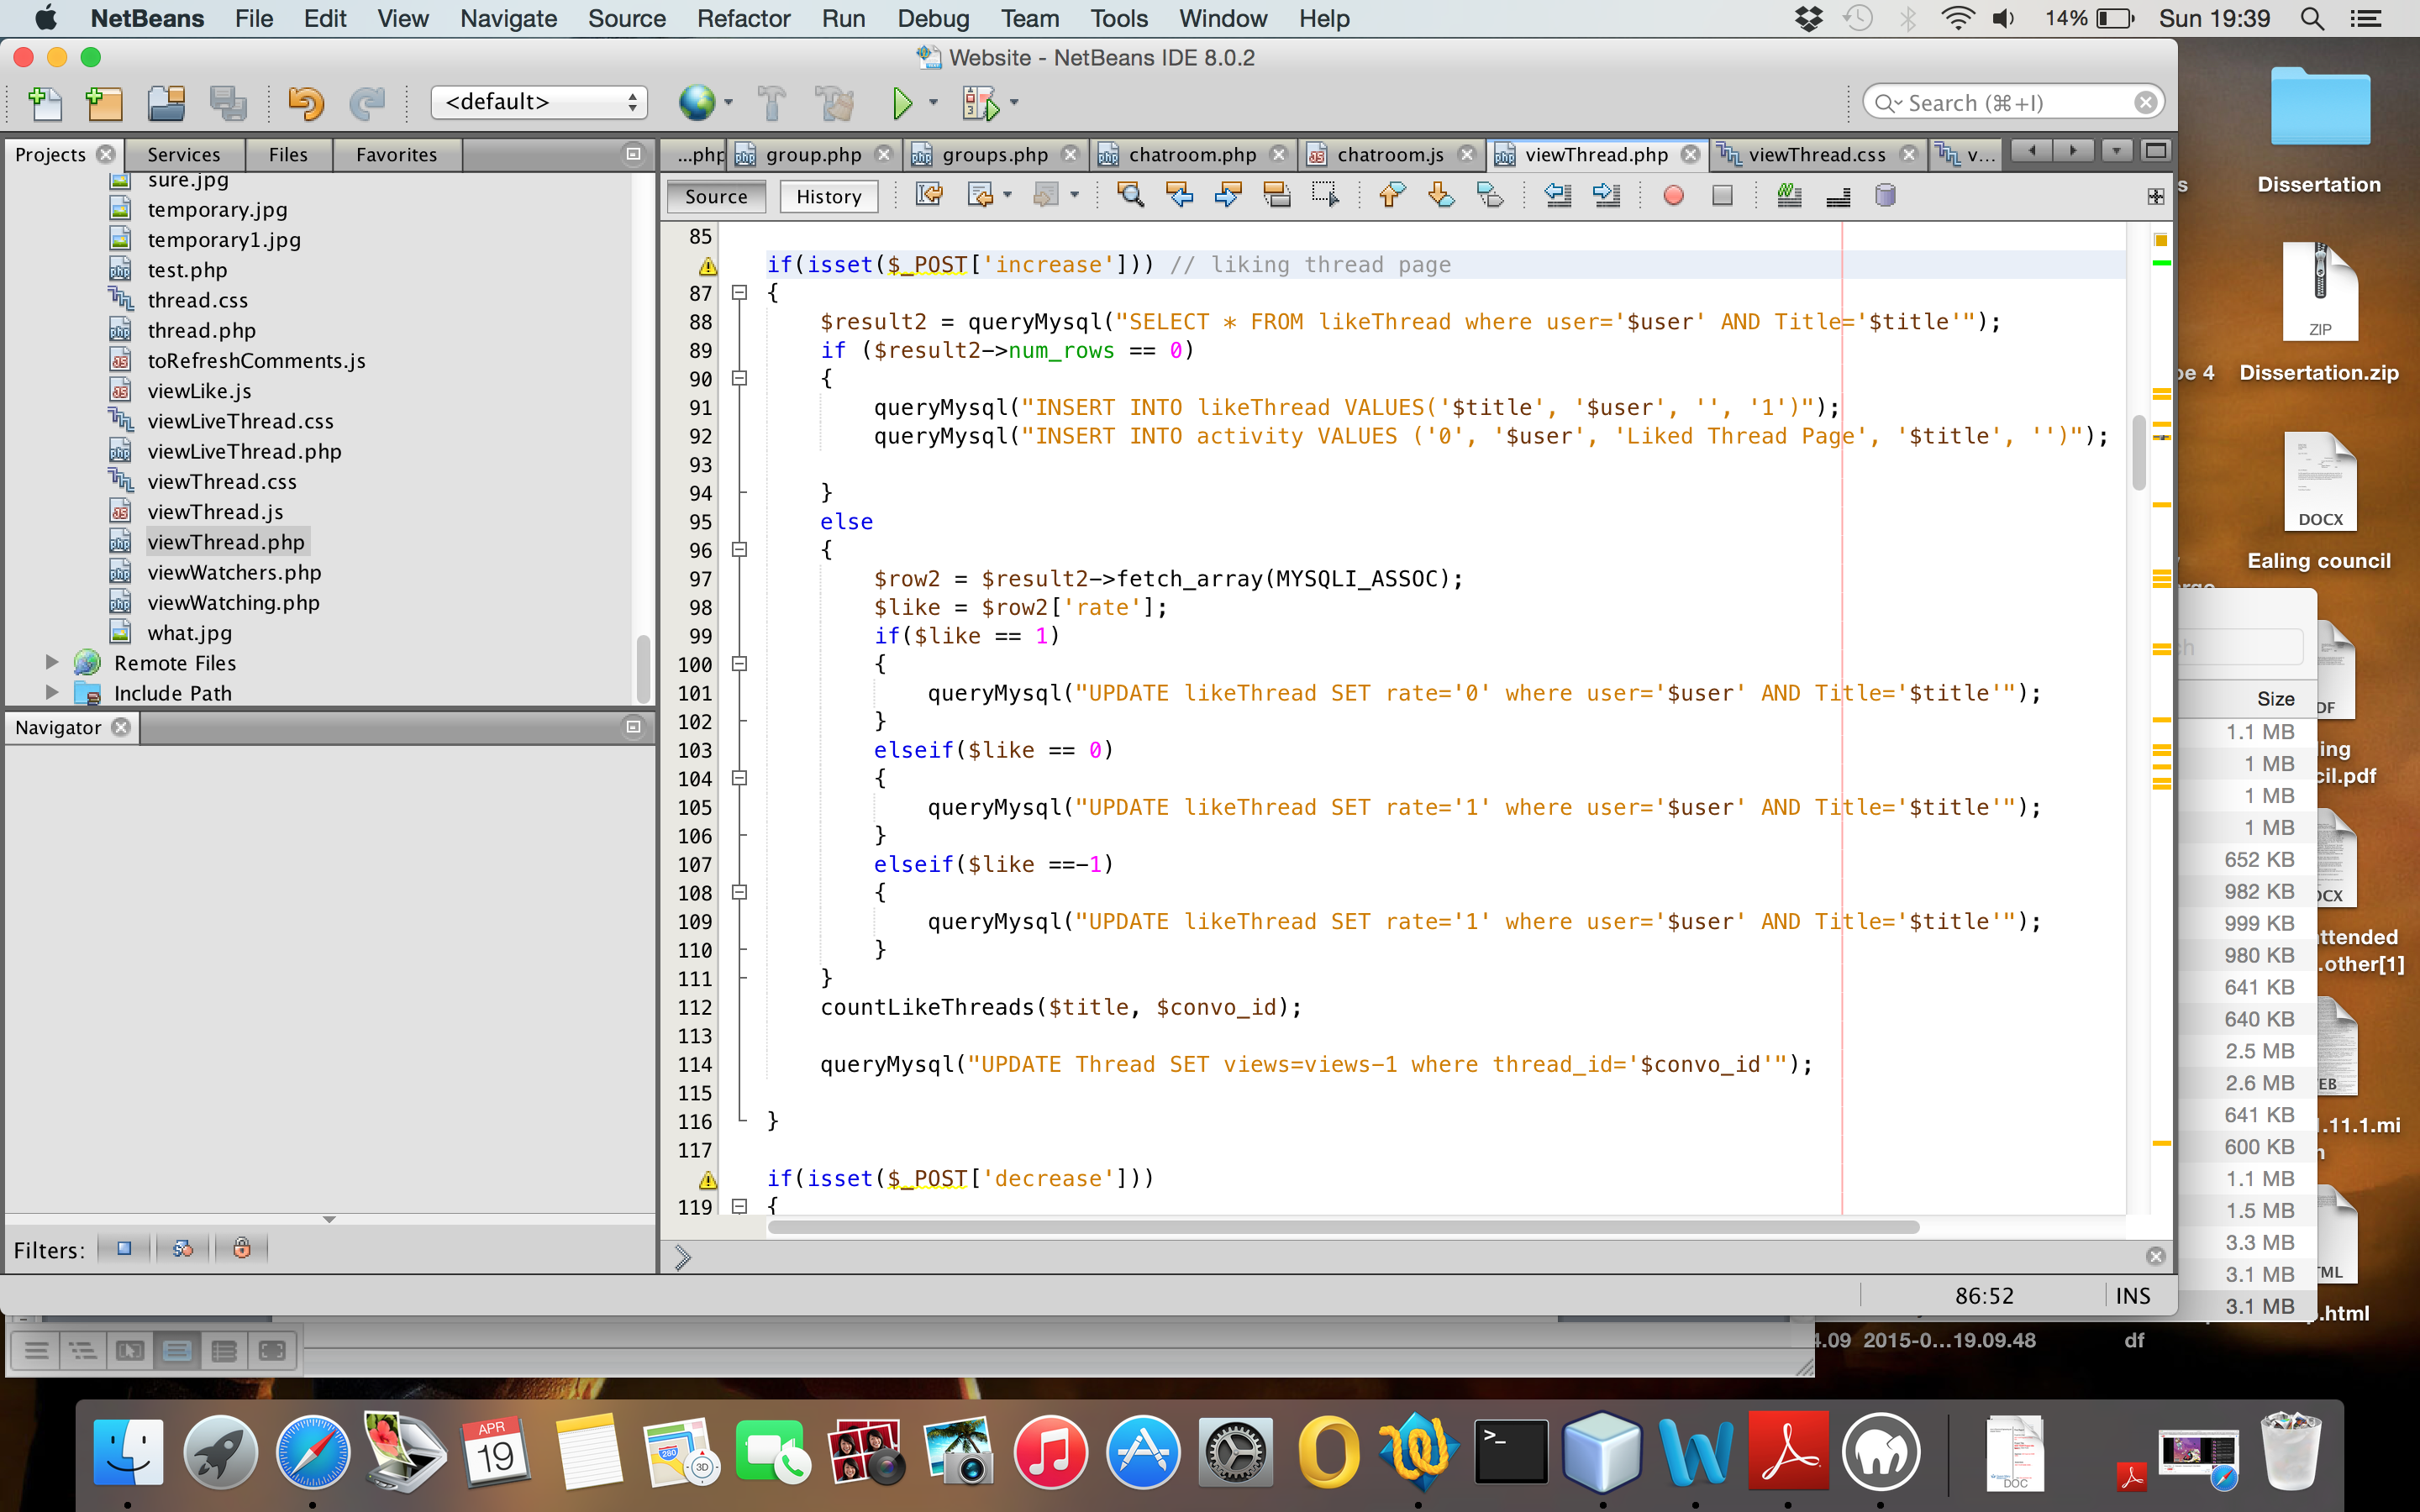 NetBeans File Edit View Navigate Source Refactor Run Debug Team Tools Window Help 14% Sun 19:39
Website - NetBeans IDE 8.0.2
<default> Search (⌘+I)
Projects Services Files Favorites
sure.jpg
temporary.jpg
temporary1.jpg
test.php
thread.css
thread.php
toRefreshComments.js
viewLike.js
viewLiveThread.css
viewLiveThread.php
viewThread.css
viewThread.js
viewThread.php
viewWatchers.php
viewWatching.php
what.jpg
Remote Files
Include Path
Navigator
Filters:
...php group.php groups.php chatroom.php chatroom.js viewThread.php viewThread.css v...
Source History
85
if(isset($_POST['increase'])) // liking thread page
87 {
88 $result2 = queryMysql("SELECT * FROM likeThread where user='$user' AND Title='$title'");
89 if ($result2->num_rows == 0)
90 {
91 queryMysql("INSERT INTO likeThread VALUES('$title', '$user', '', '1')");
92 queryMysql("INSERT INTO activity VALUES ('0', '$user', 'Liked Thread Page', '$title', '')");
93
94 }
95 else
96 {
97 $row2 = $result2->fetch_array(MYSQLI_ASSOC);
98 $like = $row2['rate'];
99 if($like == 1)
100 {
101 queryMysql("UPDATE likeThread SET rate='0' where user='$user' AND Title='$title'");
102 }
103 elseif($like == 0)
104 {
105 queryMysql("UPDATE likeThread SET rate='1' where user='$user' AND Title='$title'");
106 }
107 elseif($like ==-1)
108 {
109 queryMysql("UPDATE likeThread SET rate='1' where user='$user' AND Title='$title'");
110 }
111 }
112 countLikeThreads($title, $convo_id);
113
114 queryMysql("UPDATE Thread SET views=views-1 where thread_id='$convo_id'");
115
116 }
117
if(isset($_POST['decrease']))
119 {
86:52 INS
Dissertation
ZIP
pe 4 Dissertation.zip
DOCX
Ealing council
Size
1.1 MB
1 MB
1 MB
1 MB
652 KB
982 KB
999 KB
980 KB
641 KB
640 KB
2.5 MB
2.6 MB
641 KB
600 KB
1.1 MB
1.5 MB
3.3 MB
3.1 MB
3.1 MB
DF
ing
cil.pdf
OCX
ttended
.other[1]
EB
.11.1.mi
n
TML
.html
4.09 2015-0...19.09.48 df
APR
19
280
3D
DOC